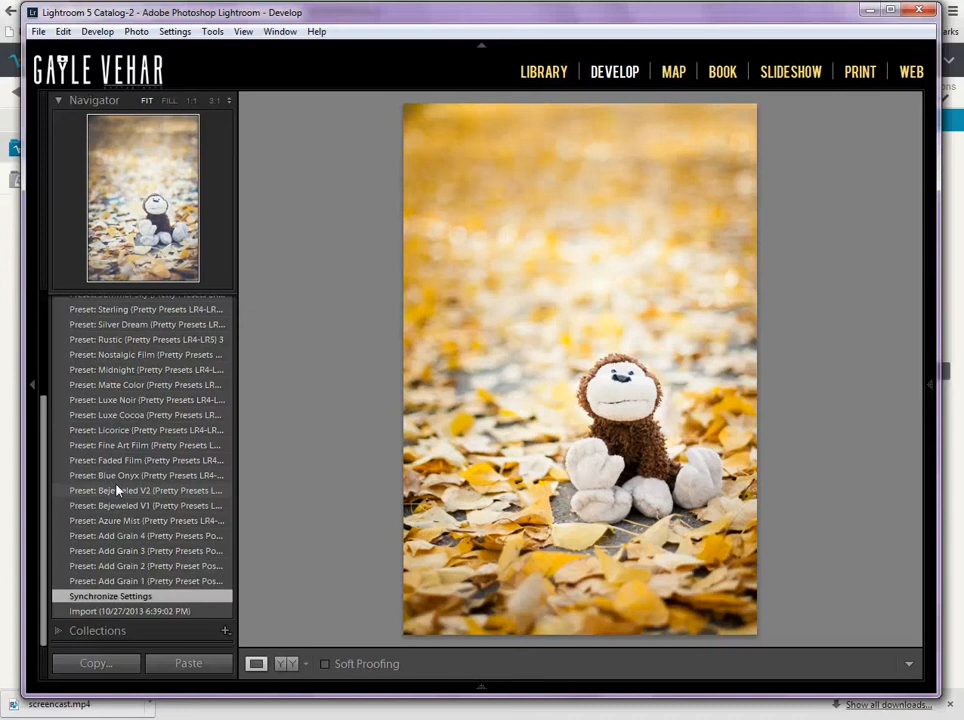 Lightroom 5 Catalog-2 - Adobe Photoshop Lightroom - Develop
File Edit Develop Photo Settings Tools View Window Help
GAYLE VEHAR
LIBRARY DEVELOP MAP BOOK SLIDESHOW PRINT WEB
Navigator FIT FILL 1:1 3:1
Preset: Sterling (Pretty Presets LR4-LR...
Preset: Silver Dream (Pretty Presets LR...
Preset: Rustic (Pretty Presets LR4-LR5) 3
Preset: Nostalgic Film (Pretty Presets ...
Preset: Midnight (Pretty Presets LR4-L...
Preset: Matte Color (Pretty Presets LR...
Preset: Luxe Noir (Pretty Presets LR4-...
Preset: Luxe Cocoa (Pretty Presets LR...
Preset: Licorice (Pretty Presets LR4-LR...
Preset: Fine Art Film (Pretty Presets L...
Preset: Faded Film (Pretty Presets LR4...
Preset: Blue Onyx (Pretty Presets LR4-...
Preset: Bejeweled V2 (Pretty Presets L...
Preset: Bejeweled V1 (Pretty Presets L...
Preset: Azure Mist (Pretty Presets LR4-...
Preset: Add Grain 4 (Pretty Presets Po...
Preset: Add Grain 3 (Pretty Presets Po...
Preset: Add Grain 2 (Pretty Preset Pos...
Preset: Add Grain 1 (Pretty Preset Pos...
Synchronize Settings
Import (10/27/2013 6:39:02 PM)
Collections
Copy... Paste Soft Proofing
screencast.mp4 Show all downloads...